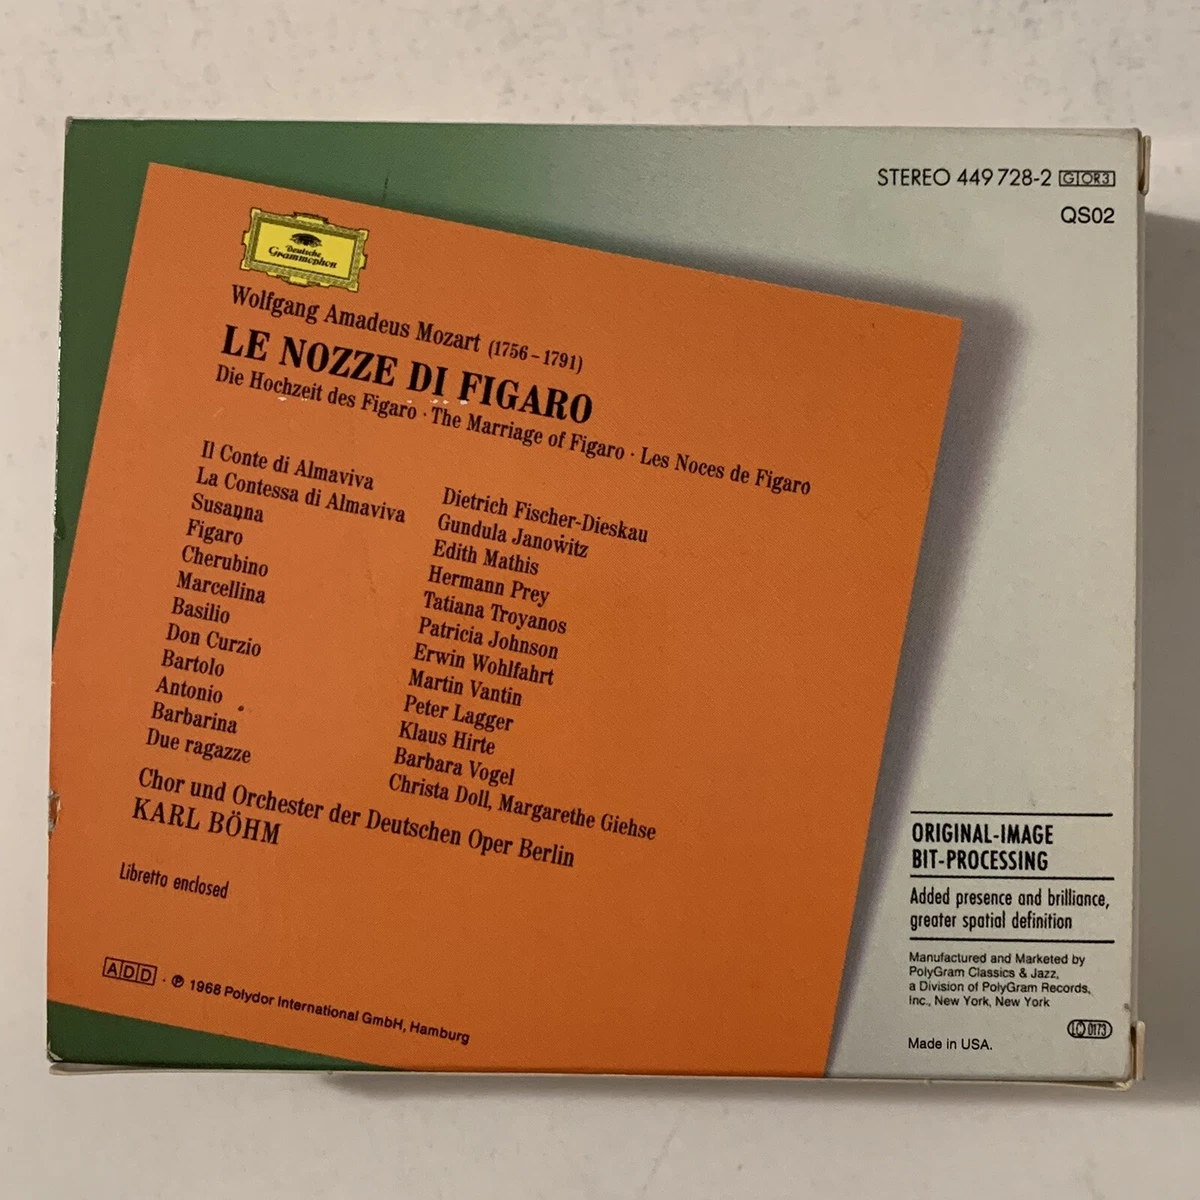 STEREO 449 728-2 G OR3
QS02
Deutsche
Grammophon
Wolfgang Amadeus Mozart (1756–1791)
LE NOZZE DI FIGARO
Die Hochzeit des Figaro · The Marriage of Figaro · Les Noces de Figaro
Il Conte di Almaviva Dietrich Fischer-Dieskau
La Contessa di Almaviva Gundula Janowitz
Susanna Edith Mathis
Figaro Hermann Prey
Cherubino Tatiana Troyanos
Marcellina Patricia Johnson
Basilio Erwin Wohlfahrt
Don Curzio Martin Vantin
Bartolo Peter Lagger
Antonio Klaus Hirte
Barbarina Barbara Vogel
Due ragazze Christa Doll, Margarethe Giehse
Chor und Orchester der Deutschen Oper Berlin
KARL BÖHM
Libretto enclosed
ADD · ℗ 1968 Polydor International GmbH, Hamburg
ORIGINAL-IMAGE
BIT-PROCESSING
Added presence and brilliance,
greater spatial definition
Manufactured and Marketed by
PolyGram Classics & Jazz,
a Division of PolyGram Records,
Inc., New York, New York
LC 0173
Made in USA.